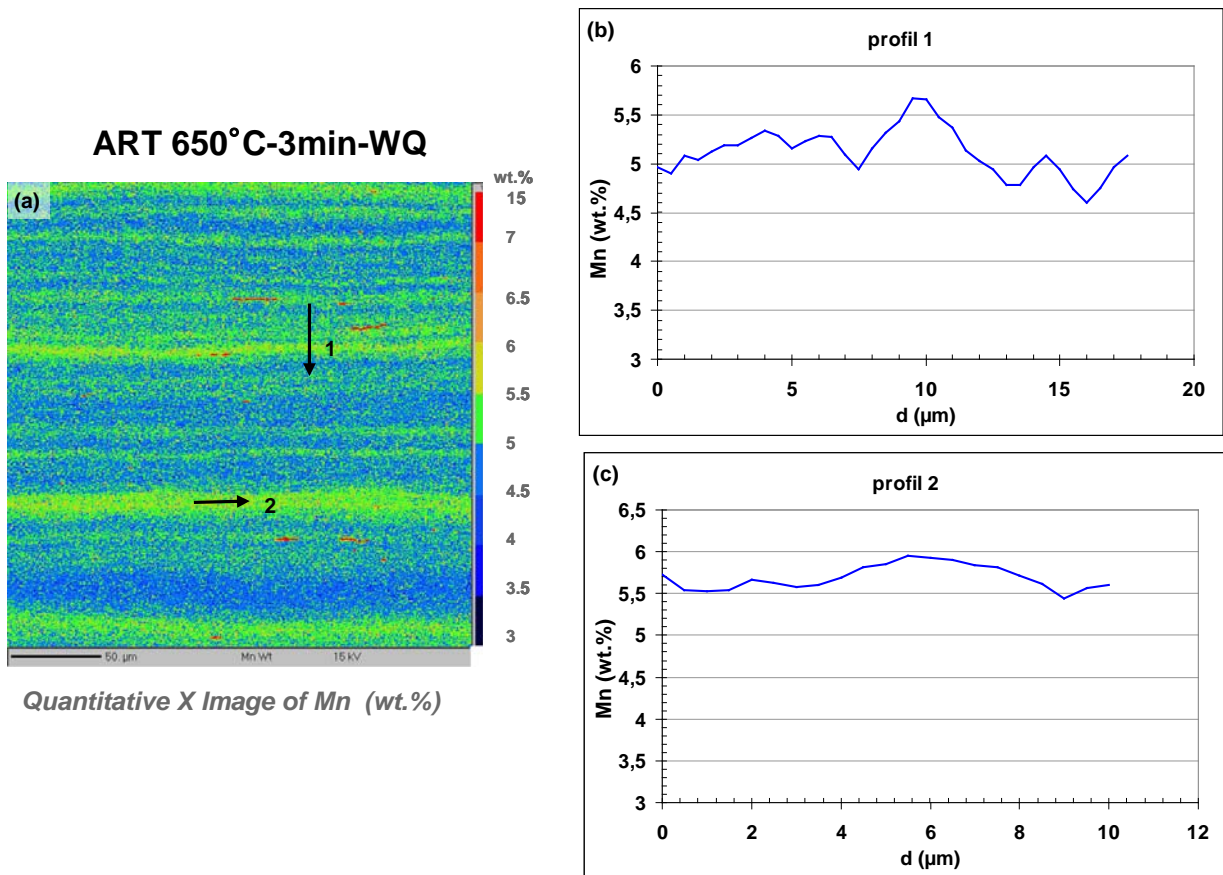 ART 650°C-3min-WQ
(a)
wt.%
15
7
6.5
6
5.5
5
4.5
4
3.5
3
1
2
50. µm Mn Wt 15 kV
Quantitative X Image of Mn (wt.%)
(b)
profil 1
Mn (wt.%)
6
5,5
5
4,5
4
3,5
3
0 5 10 15 20
d (µm)
(c)
profil 2
Mn (wt.%)
6,5
6
5,5
5
4,5
4
3,5
3
0 2 4 6 8 10 12
d (µm)